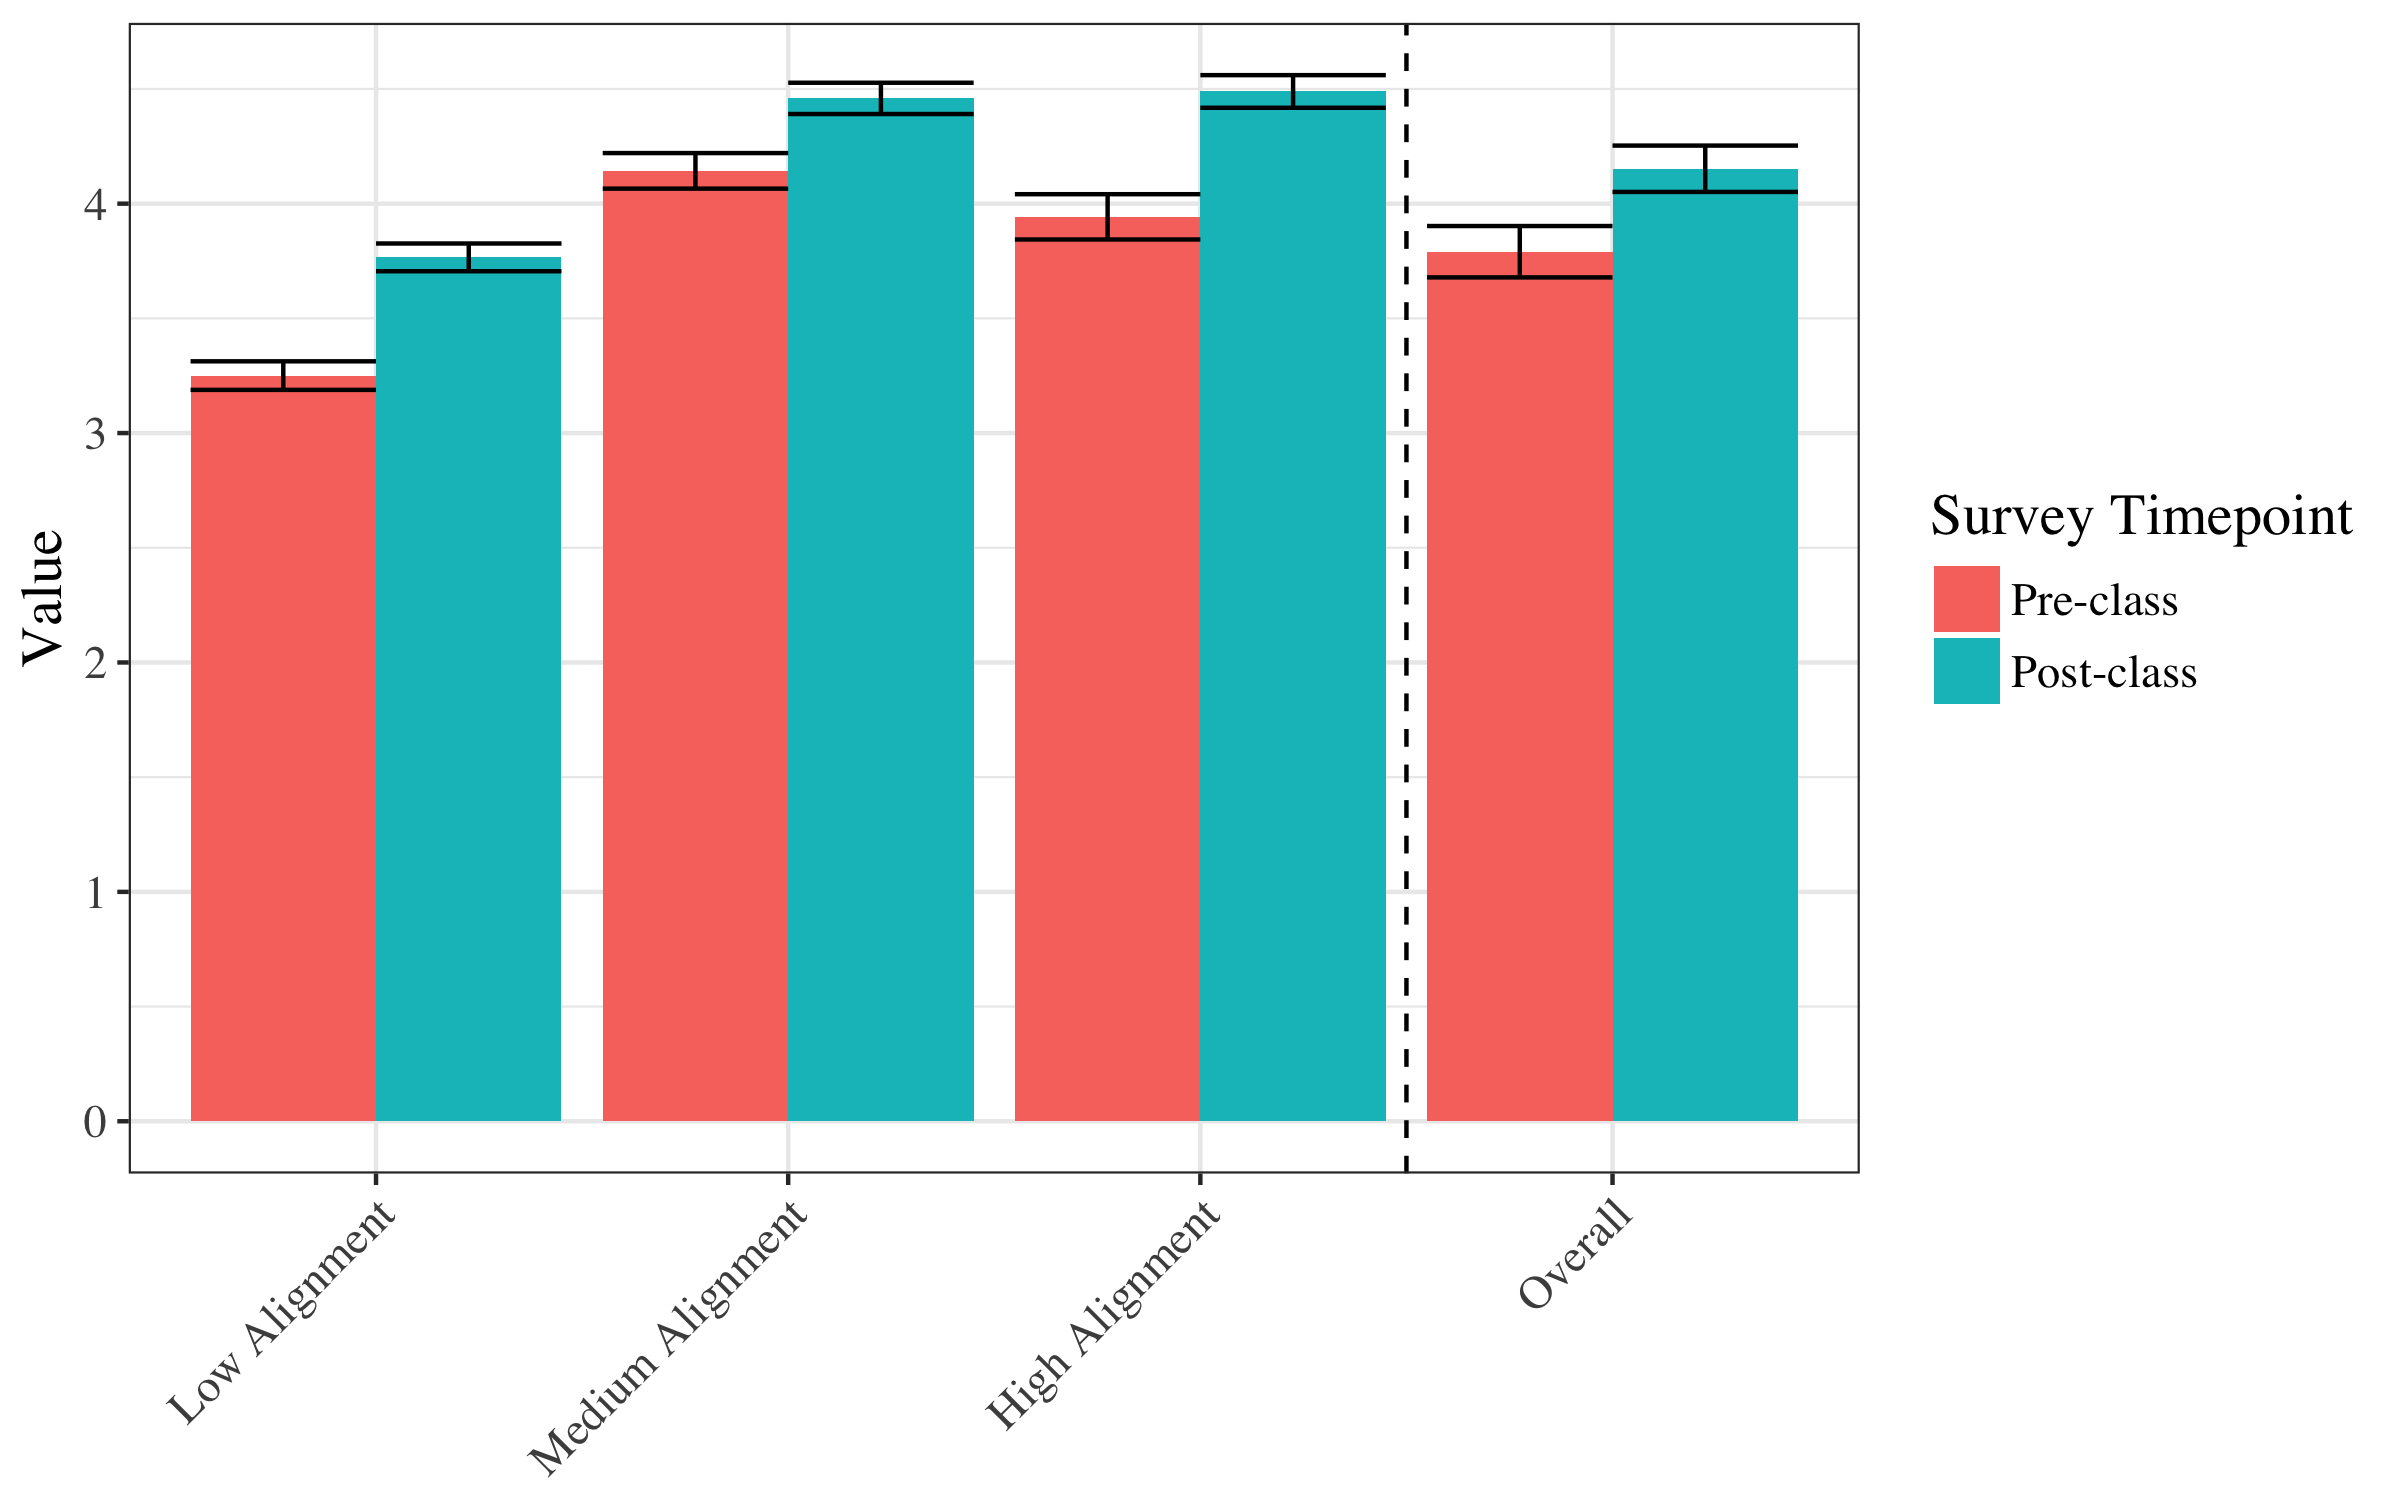 Value
4
3
2
1
0
Low Alignment
Medium Alignment
High Alignment
Overall
Survey Timepoint
Pre-class
Post-class